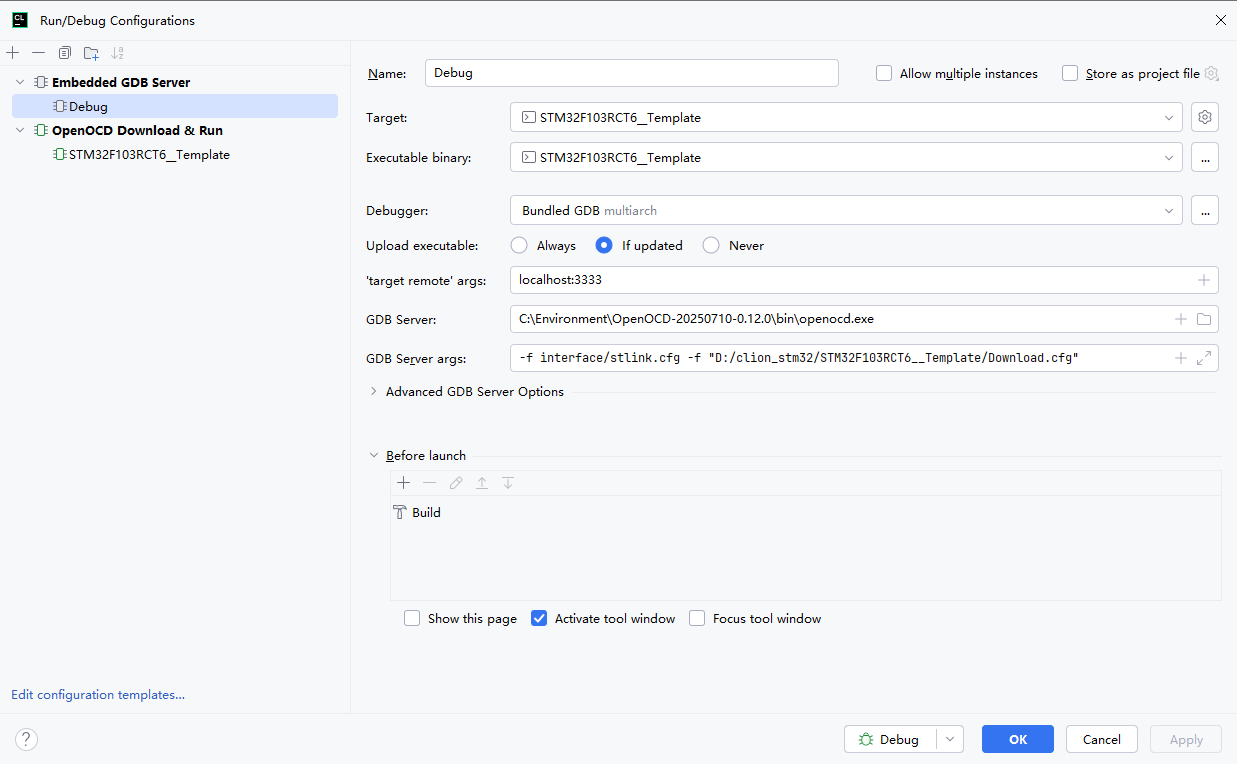 CL Run/Debug Configurations
Embedded GDB Server
Debug
OpenOCD Download & Run
STM32F103RCT6__Template
Edit configuration templates...
Name: Debug Allow multiple instances Store as project file
Target: STM32F103RCT6__Template
Executable binary: STM32F103RCT6__Template ...
Debugger: Bundled GDB multiarch ...
Upload executable: Always If updated Never
'target remote' args: localhost:3333
GDB Server: C:\Environment\OpenOCD-20250710-0.12.0\bin\openocd.exe
GDB Server args: -f interface/stlink.cfg -f "D:/clion_stm32/STM32F103RCT6__Template/Download.cfg"
Advanced GDB Server Options
Before launch
Build
Show this page Activate tool window Focus tool window
? Debug OK Cancel Apply